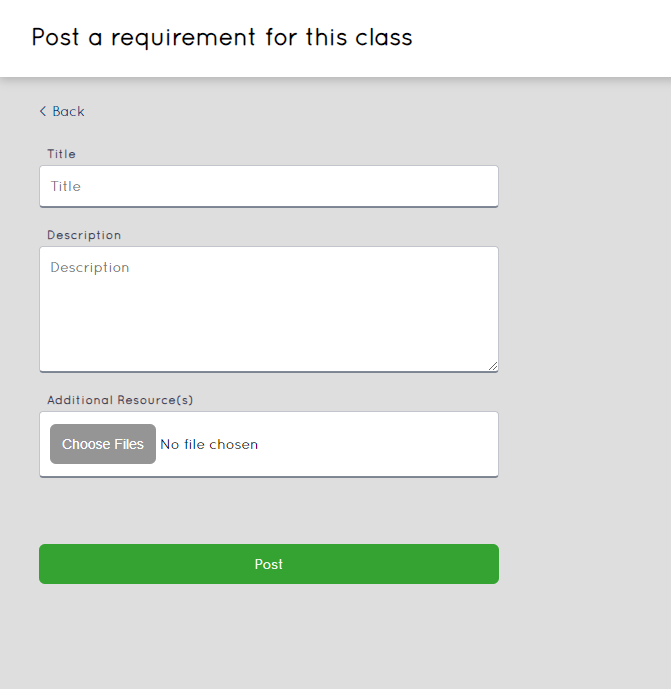 Post a requirement for this class
Back
Title
Title
Description
Description
Additional Resource(s)
Choose Files No file chosen
Post